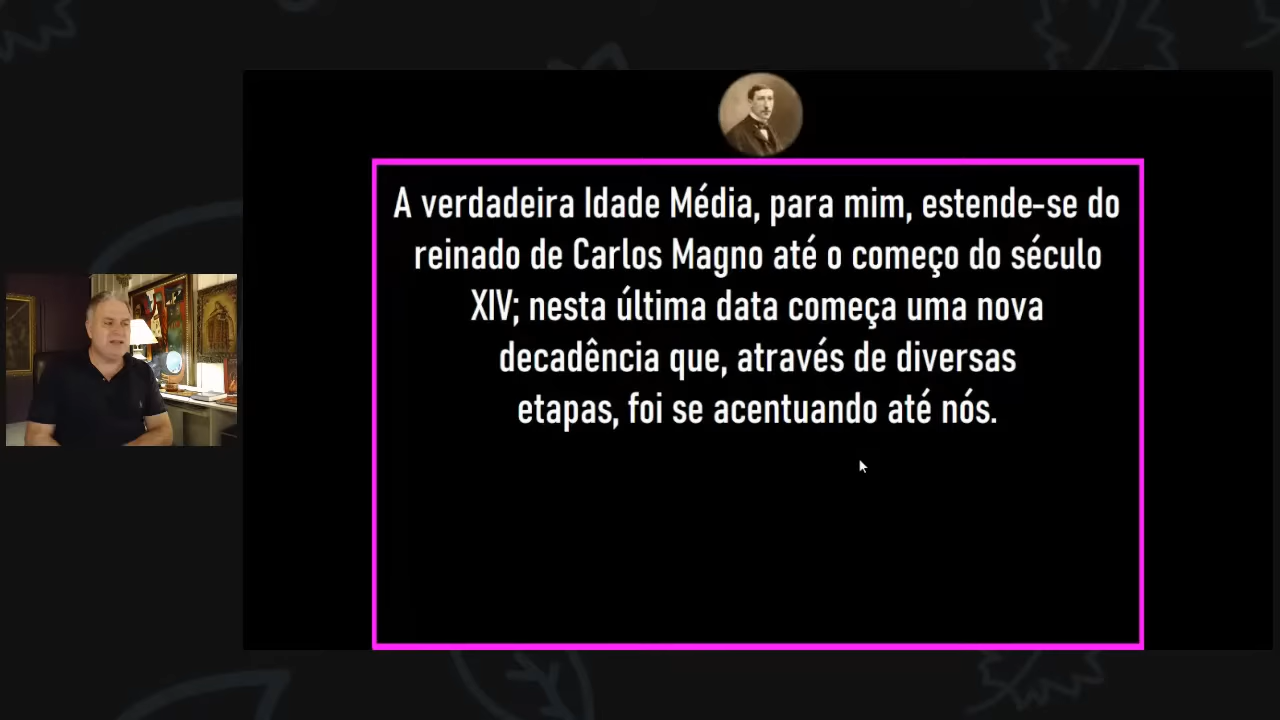 A verdadeira Idade Média, para mim, estende-se do
reinado de Carlos Magno até o começo do século
XIV; nesta última data começa uma nova
decadência que, através de diversas
etapas, foi se acentuando até nós.